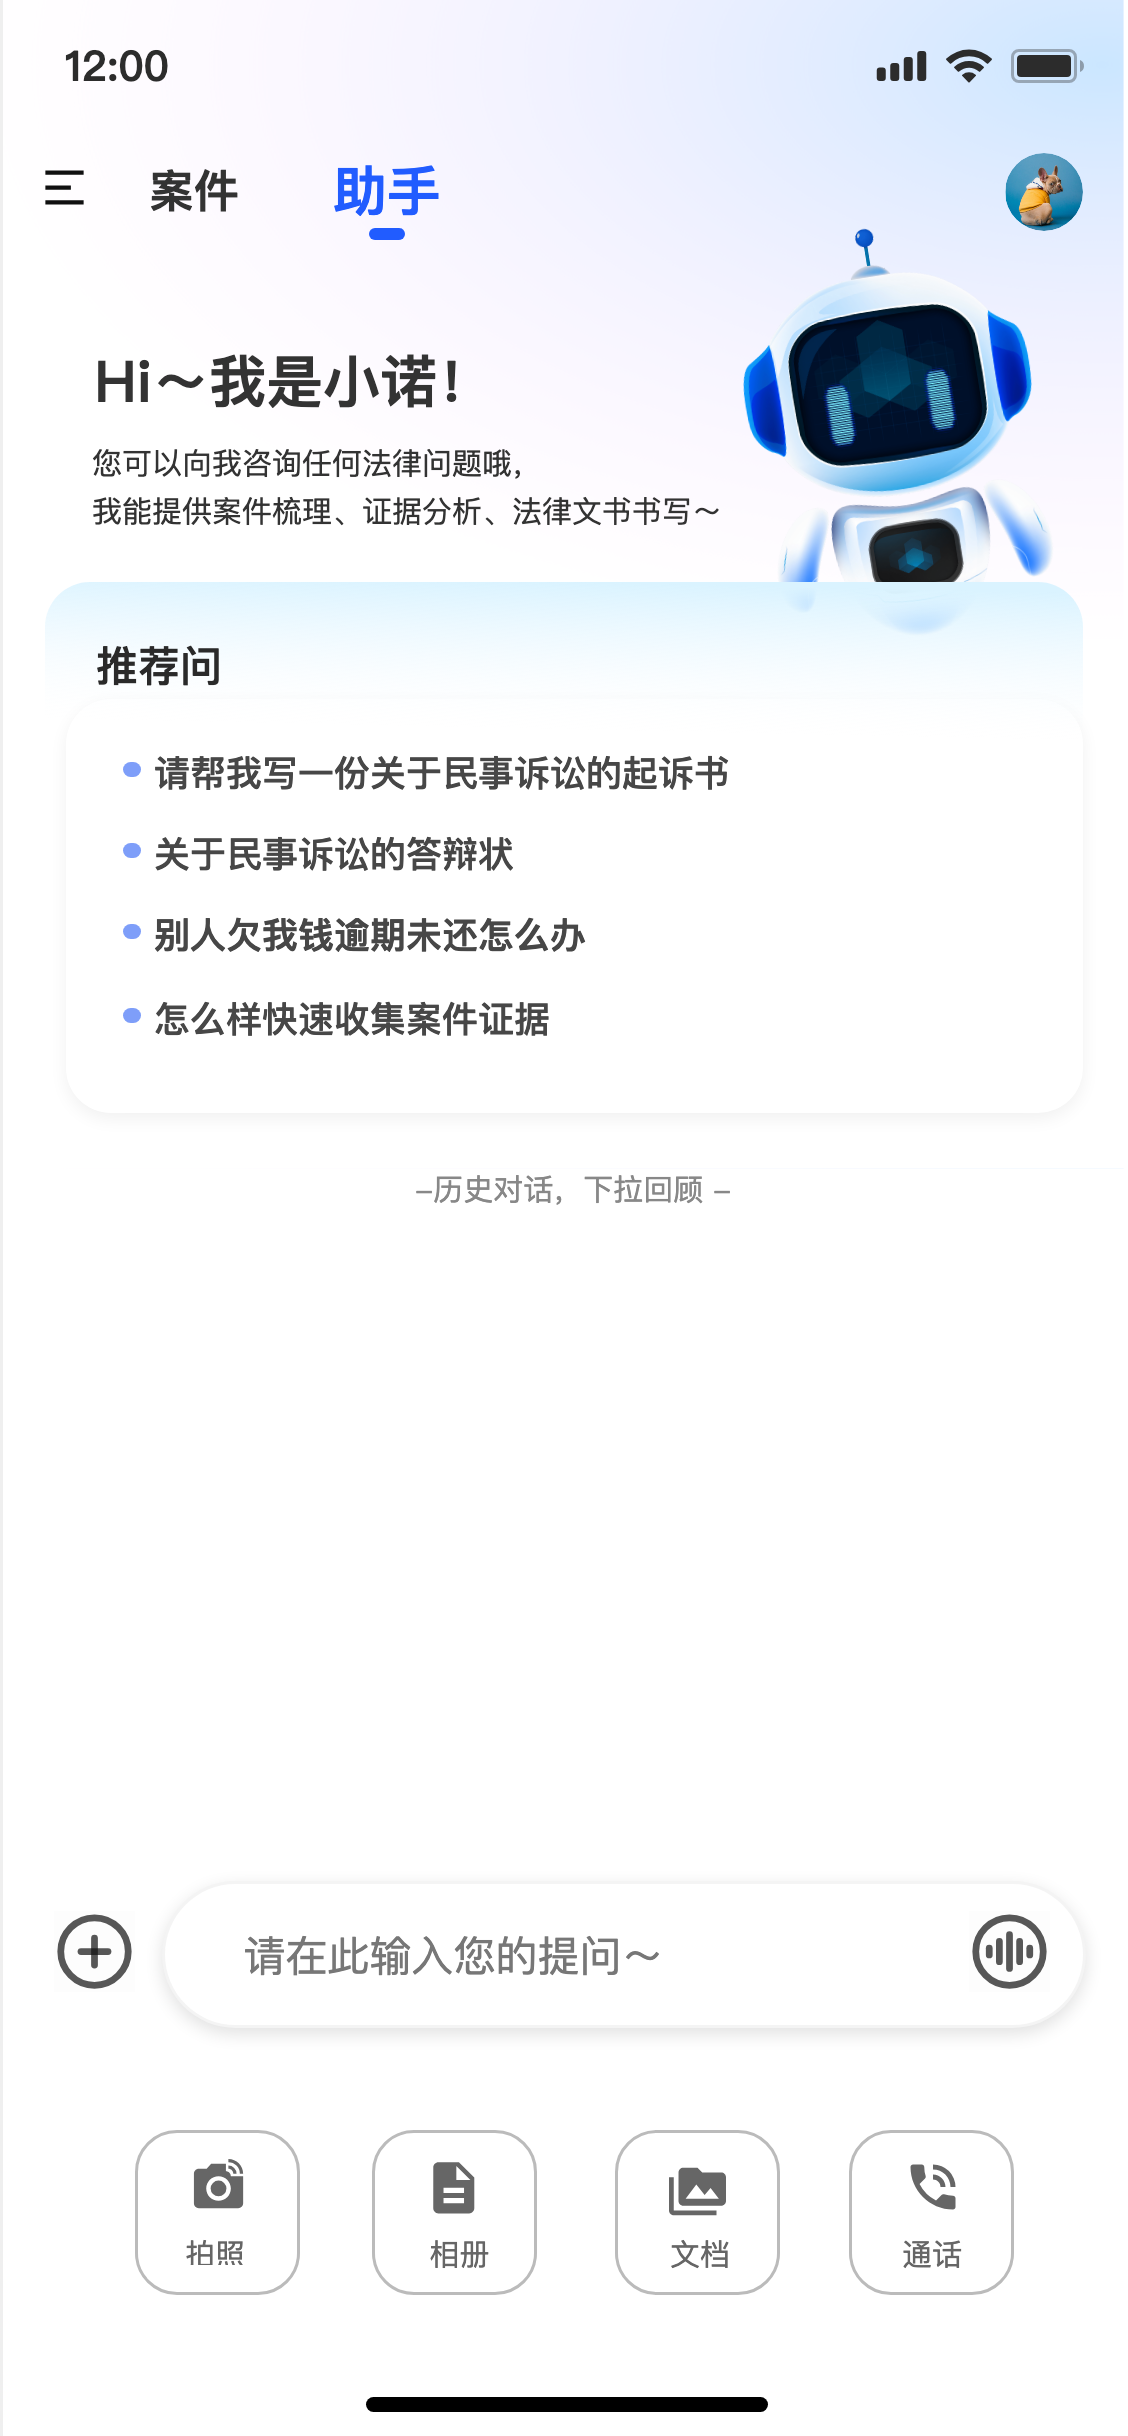 12:00
案件 助手
Hi～我是小诺！
您可以向我咨询任何法律问题哦，
我能提供案件梳理、证据分析、法律文书书写～
推荐问
请帮我写一份关于民事诉讼的起诉书
关于民事诉讼的答辩状
别人欠我钱逾期未还怎么办
怎么样快速收集案件证据
–历史对话，下拉回顾 –
请在此输入您的提问～
拍照 相册 文档 通话